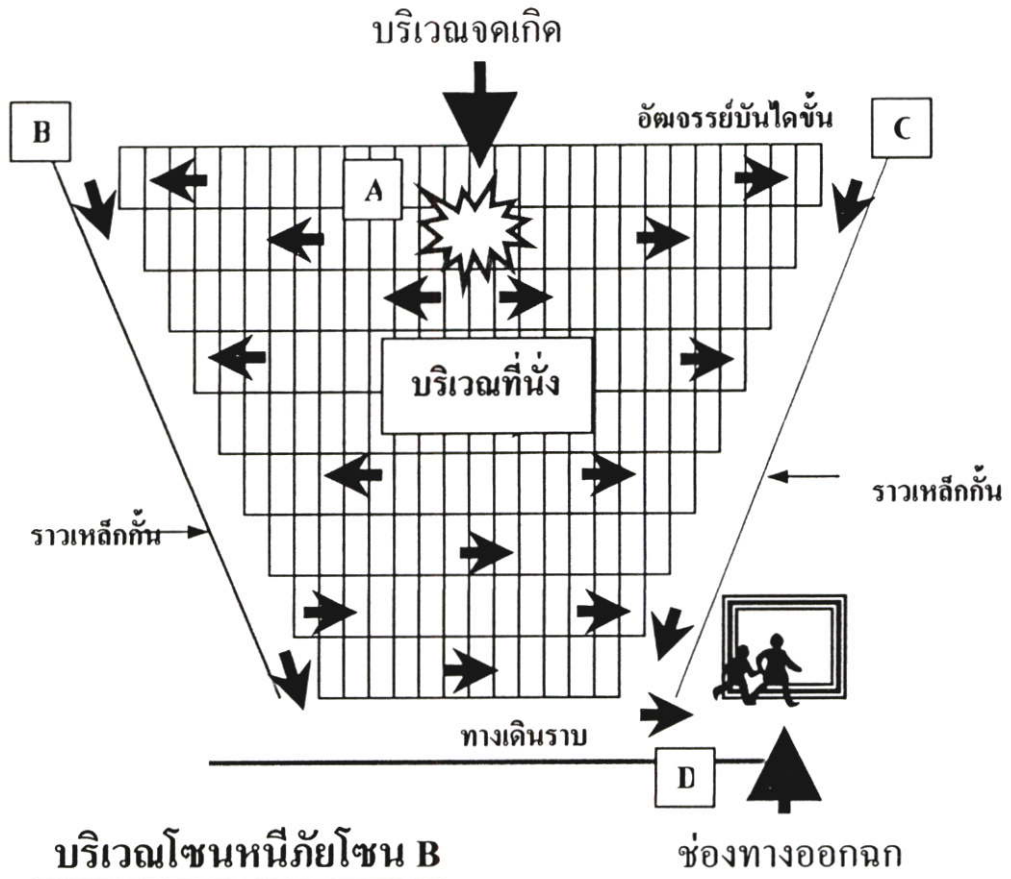 บริเวณจดเกิด
B
อัฒจรรย์บันไดขั้น
C
A
บริเวณที่นั่ง
ราวเหล็กกั้น
ราวเหล็กกั้น
ทางเดินราบ
D
บริเวณโซนหนีภัยโซน B
ช่องทางออกฉก